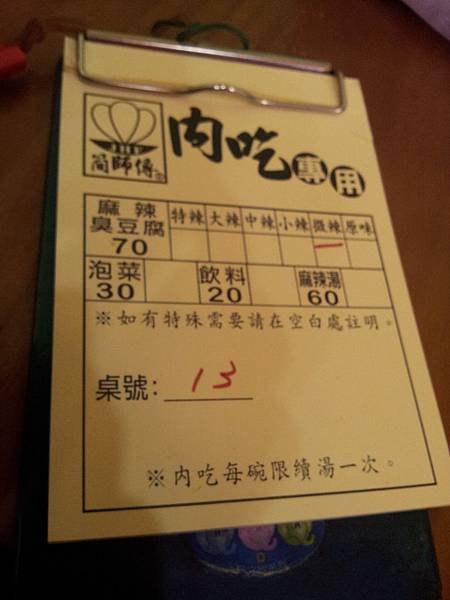 簡師傅
內吃專用
麻辣臭豆腐 70 特辣 大辣 中辣 小辣 微辣 原味
一
泡菜 30 飲料 20 麻辣湯 60
※如有特殊需要請在空白處註明。
桌號: 13
※內吃每碗限續湯一次。